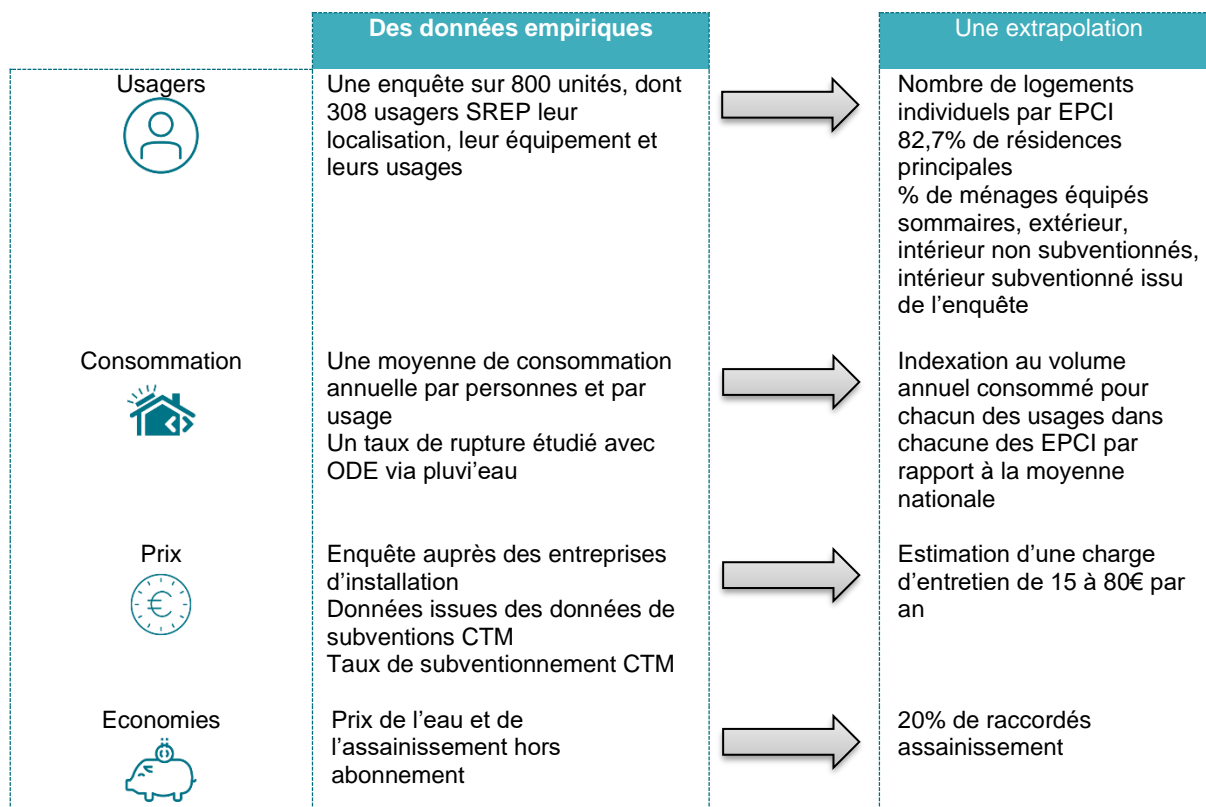 Des données empiriques
Une extrapolation
Usagers
Une enquête sur 800 unités, dont
308 usagers SREP leur
localisation, leur équipement et
leurs usages
Nombre de logements
individuels par EPCI
82,7% de résidences
principales
% de ménages équipés
sommaires, extérieur,
intérieur non subventionnés,
intérieur subventionné issu
de l’enquête
Consommation
Une moyenne de consommation
annuelle par personnes et par
usage
Un taux de rupture étudié avec
ODE via pluvi’eau
Indexation au volume
annuel consommé pour
chacun des usages dans
chacune des EPCI par
rapport à la moyenne
nationale
Prix
€
Enquête auprès des entreprises
d’installation
Données issues des données de
subventions CTM
Taux de subventionnement CTM
Estimation d’une charge
d’entretien de 15 à 80€ par
an
Economies
Prix de l’eau et de
l’assainissement hors
abonnement
20% de raccordés
assainissement